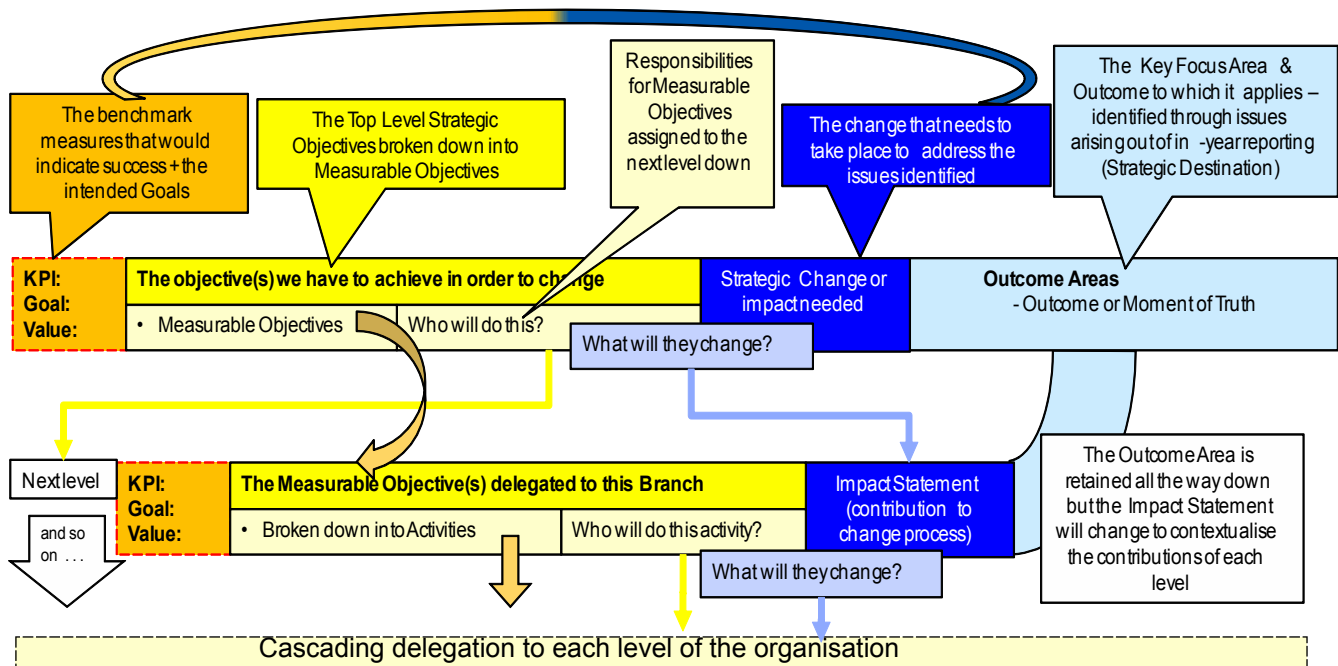 The benchmark
measures that would
indicate success + the
intended Goals
The Top Level Strategic
Objectives broken down into
Measurable Objectives
Responsibilities
for Measurable
Objectives
assigned to the
next level down
The change that needs to
take place to address the
issues identified
The Key Focus Area &
Outcome to which it applies –
identified through issues
arising out of in -year reporting
(Strategic Destination)
KPI:
Goal:
Value:
The objective(s) we have to achieve in order to change
• Measurable Objectives
Who will do this?
What will they change?
Strategic Change or
impact needed
Outcome Areas
- Outcome or Moment of Truth
Next level
and so
on . . .
KPI:
Goal:
Value:
The Measurable Objective(s) delegated to this Branch
• Broken down into Activities
Who will do this activity?
What will they change?
Impact Statement
(contribution to
change process)
The Outcome Area is
retained all the way down
but the Impact Statement
will change to contextualise
the contributions of each
level
Cascading delegation to each level of the organisation